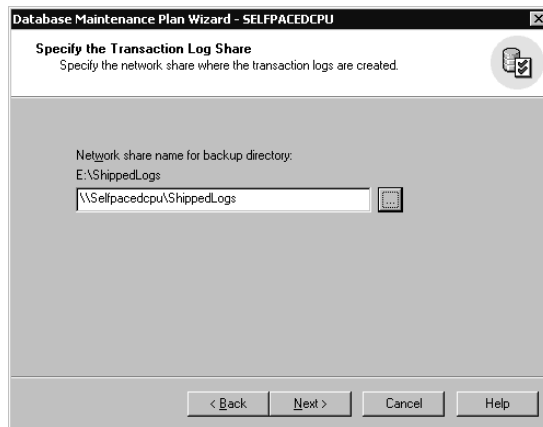 Database Maintenance Plan Wizard - SELFPACEDCPU
Specify the Transaction Log Share
Specify the network share where the transaction logs are created.
Network share name for backup directory:
E:\ShippedLogs
\\Selfpacedcpu\ShippedLogs
...
< Back Next > Cancel Help